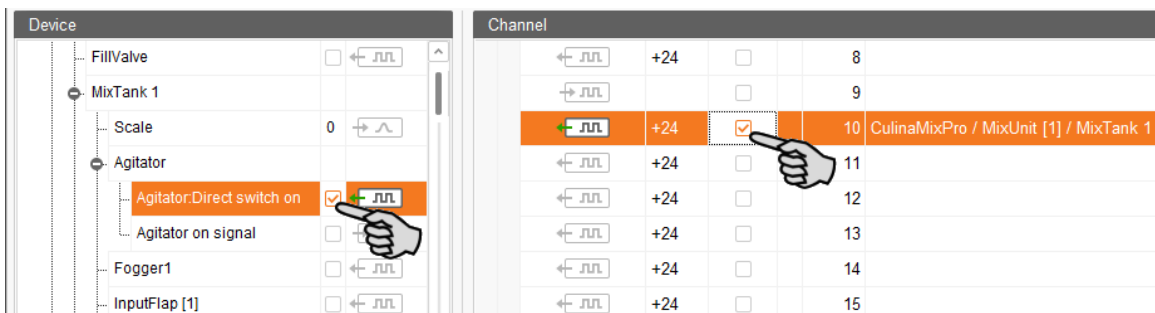 Device
FillValve
MixTank 1
Scale 0
Agitator
Agitator:Direct switch on
Agitator on signal
Fogger1
InputFlap [1]
Channel
+24 8
9
+24 10 CulinaMixPro / MixUnit [1] / MixTank 1
+24 11
+24 12
+24 13
+24 14
+24 15